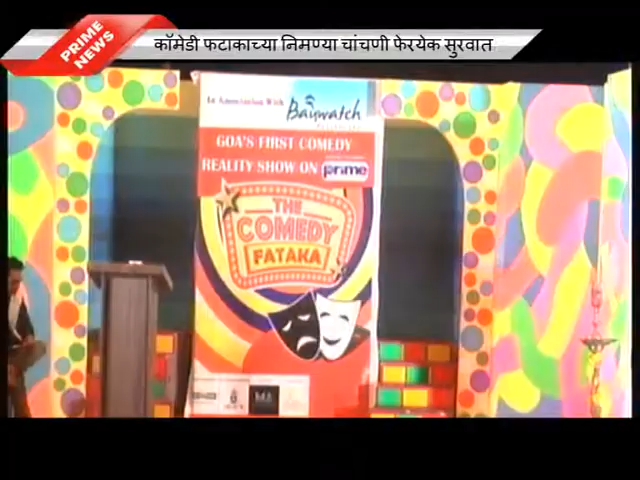 PRIME
NEWS
कॉमेडी फटाकाच्या निमण्या चांचणी फेरयेक सुरवात
In Association With
Baywatch
GOA'S FIRST COMEDY
REALITY SHOW ON prime
THE
COMEDY
FATAKA